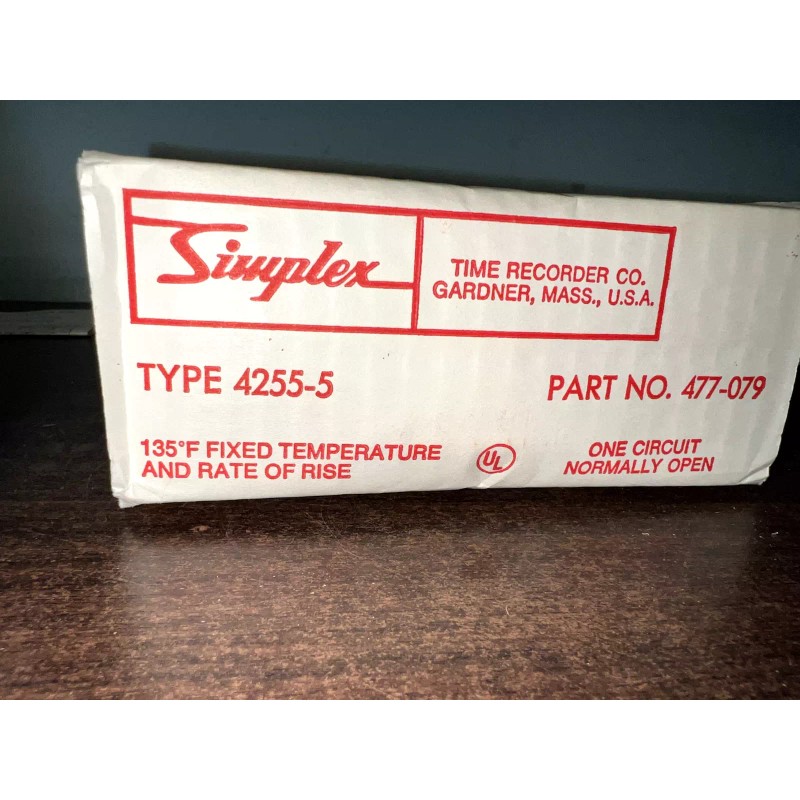 Simplex
TIME RECORDER CO.
GARDNER, MASS., U.S.A.
TYPE 4255-5
PART NO. 477-079
135°F FIXED TEMPERATURE
AND RATE OF RISE
UL
ONE CIRCUIT
NORMALLY OPEN